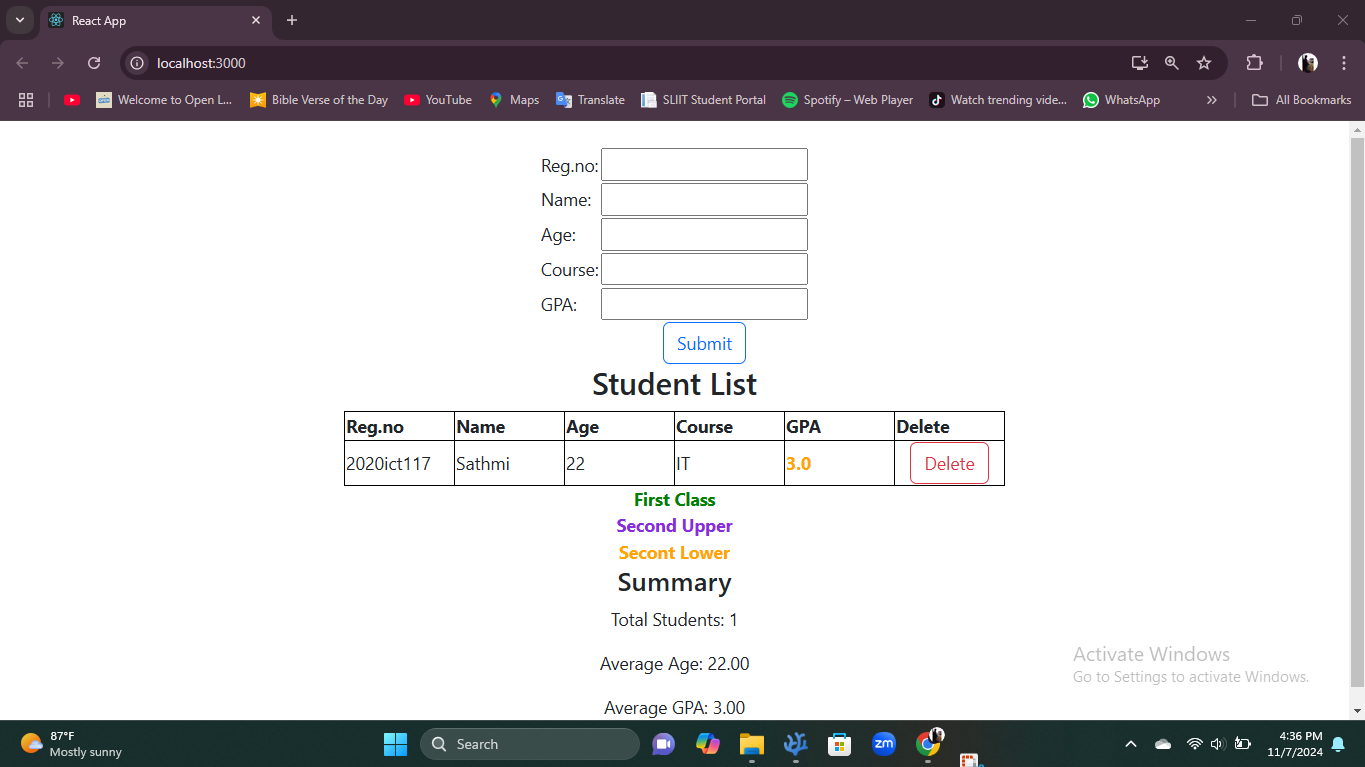 React App
localhost:3000
Welcome to Open L... Bible Verse of the Day YouTube Maps Translate SLIIT Student Portal Spotify – Web Player Watch trending vide... WhatsApp » All Bookmarks
Reg.no:
Name:
Age:
Course:
GPA:
Submit
Student List
Reg.no Name Age Course GPA Delete
2020ict117 Sathmi 22 IT 3.0 Delete
First Class
Second Upper
Secont Lower
Summary
Total Students: 1
Average Age: 22.00
Average GPA: 3.00
Activate Windows
Go to Settings to activate Windows.
87°F
Mostly sunny
Search
zm
4:36 PM
11/7/2024